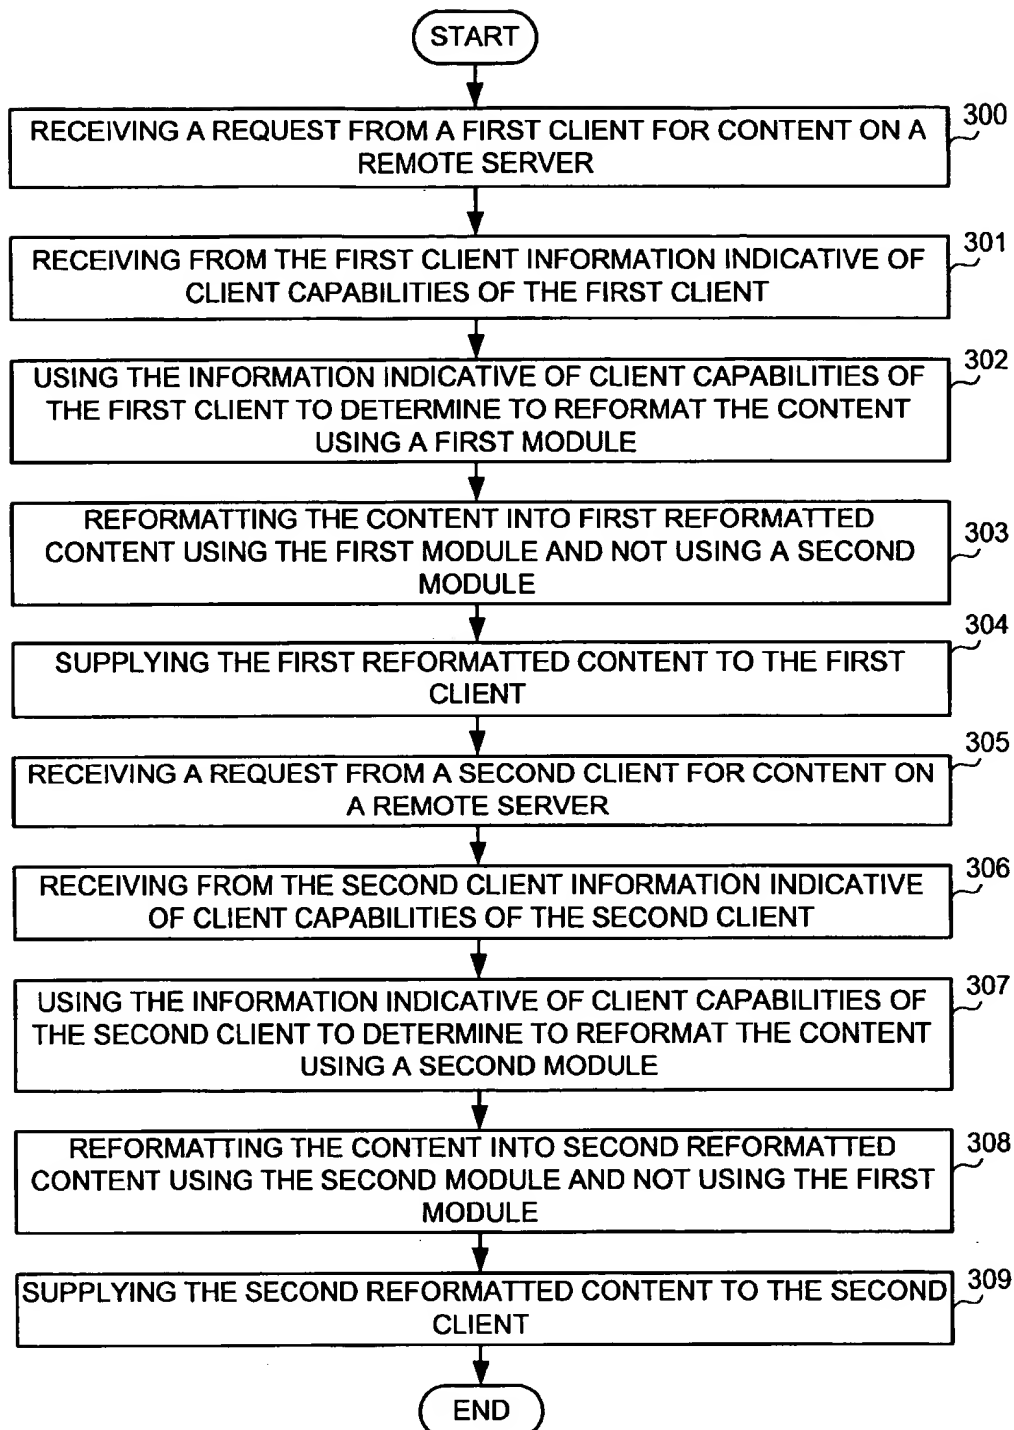 START
RECEIVING A REQUEST FROM A FIRST CLIENT FOR CONTENT ON A
REMOTE SERVER
300
RECEIVING FROM THE FIRST CLIENT INFORMATION INDICATIVE OF
CLIENT CAPABILITIES OF THE FIRST CLIENT
301
USING THE INFORMATION INDICATIVE OF CLIENT CAPABILITIES OF
THE FIRST CLIENT TO DETERMINE TO REFORMAT THE CONTENT
USING A FIRST MODULE
302
REFORMATTING THE CONTENT INTO FIRST REFORMATTED
CONTENT USING THE FIRST MODULE AND NOT USING A SECOND
MODULE
303
SUPPLYING THE FIRST REFORMATTED CONTENT TO THE FIRST
CLIENT
304
RECEIVING A REQUEST FROM A SECOND CLIENT FOR CONTENT ON
A REMOTE SERVER
305
RECEIVING FROM THE SECOND CLIENT INFORMATION INDICATIVE
OF CLIENT CAPABILITIES OF THE SECOND CLIENT
306
USING THE INFORMATION INDICATIVE OF CLIENT CAPABILITIES OF
THE SECOND CLIENT TO DETERMINE TO REFORMAT THE CONTENT
USING A SECOND MODULE
307
REFORMATTING THE CONTENT INTO SECOND REFORMATTED
CONTENT USING THE SECOND MODULE AND NOT USING THE FIRST
MODULE
308
SUPPLYING THE SECOND REFORMATTED CONTENT TO THE SECOND
CLIENT
309
END